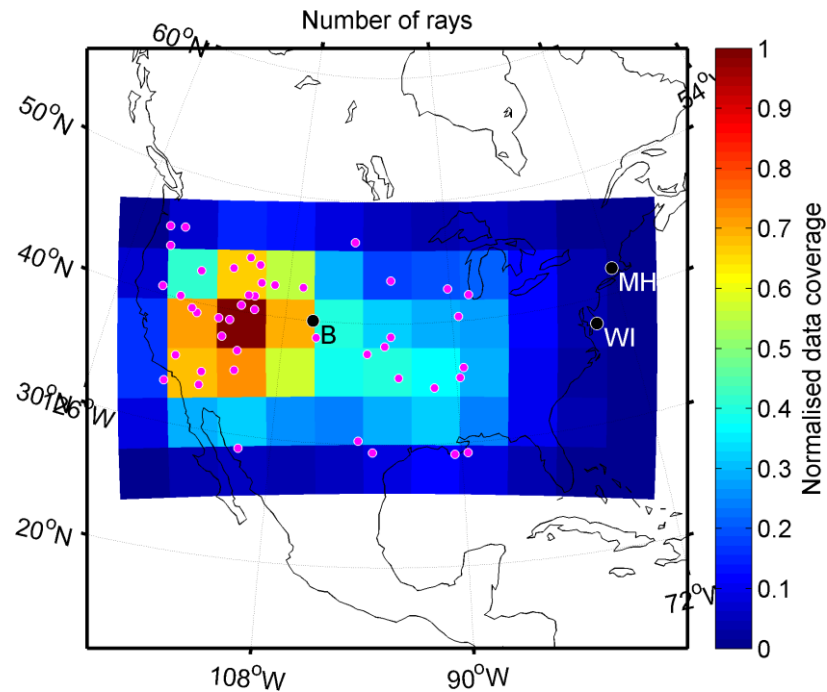 Number of rays
60°N
54°
50°N
40°N
30°N
126°W
20°N
72°W
108°W
90°W
B
MH
WI
1
0.9
0.8
0.7
0.6
0.5
0.4
0.3
0.2
0.1
0
Normalised data coverage